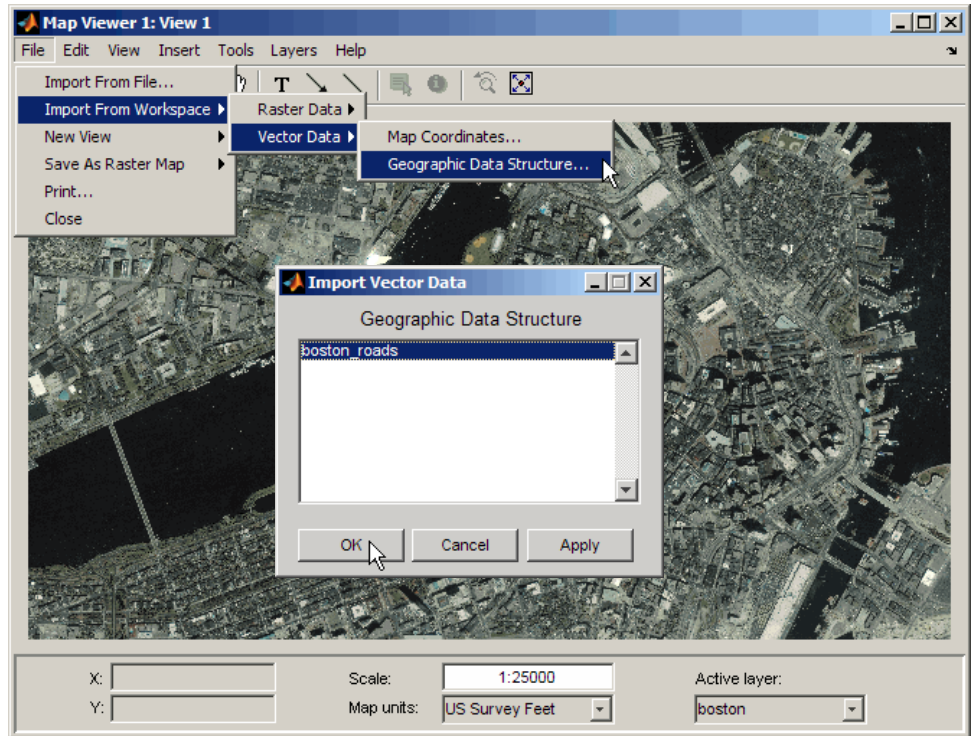 Map Viewer 1: View 1
File Edit View Insert Tools Layers Help
Import From File...
Import From Workspace
New View
Save As Raster Map
Print...
Close
Raster Data
Vector Data
Map Coordinates...
Geographic Data Structure...
T
Import Vector Data
Geographic Data Structure
boston_roads
OK Cancel Apply
X: Scale: 1:25000 Active layer:
Y: Map units: US Survey Feet boston